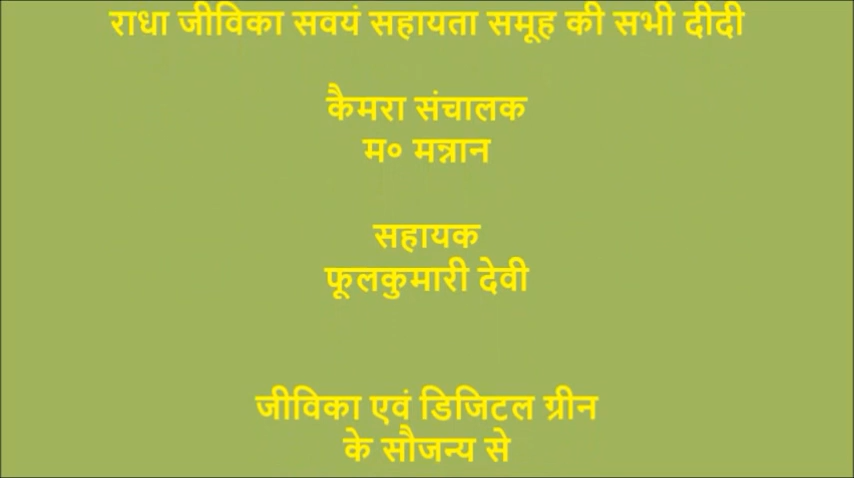 राधा जीविका सवयं सहायता समूह की सभी दीदी
कैमरा संचालक
म० मन्नान
सहायक
फूलकुमारी देवी
जीविका एवं डिजिटल ग्रीन
के सौजन्य से